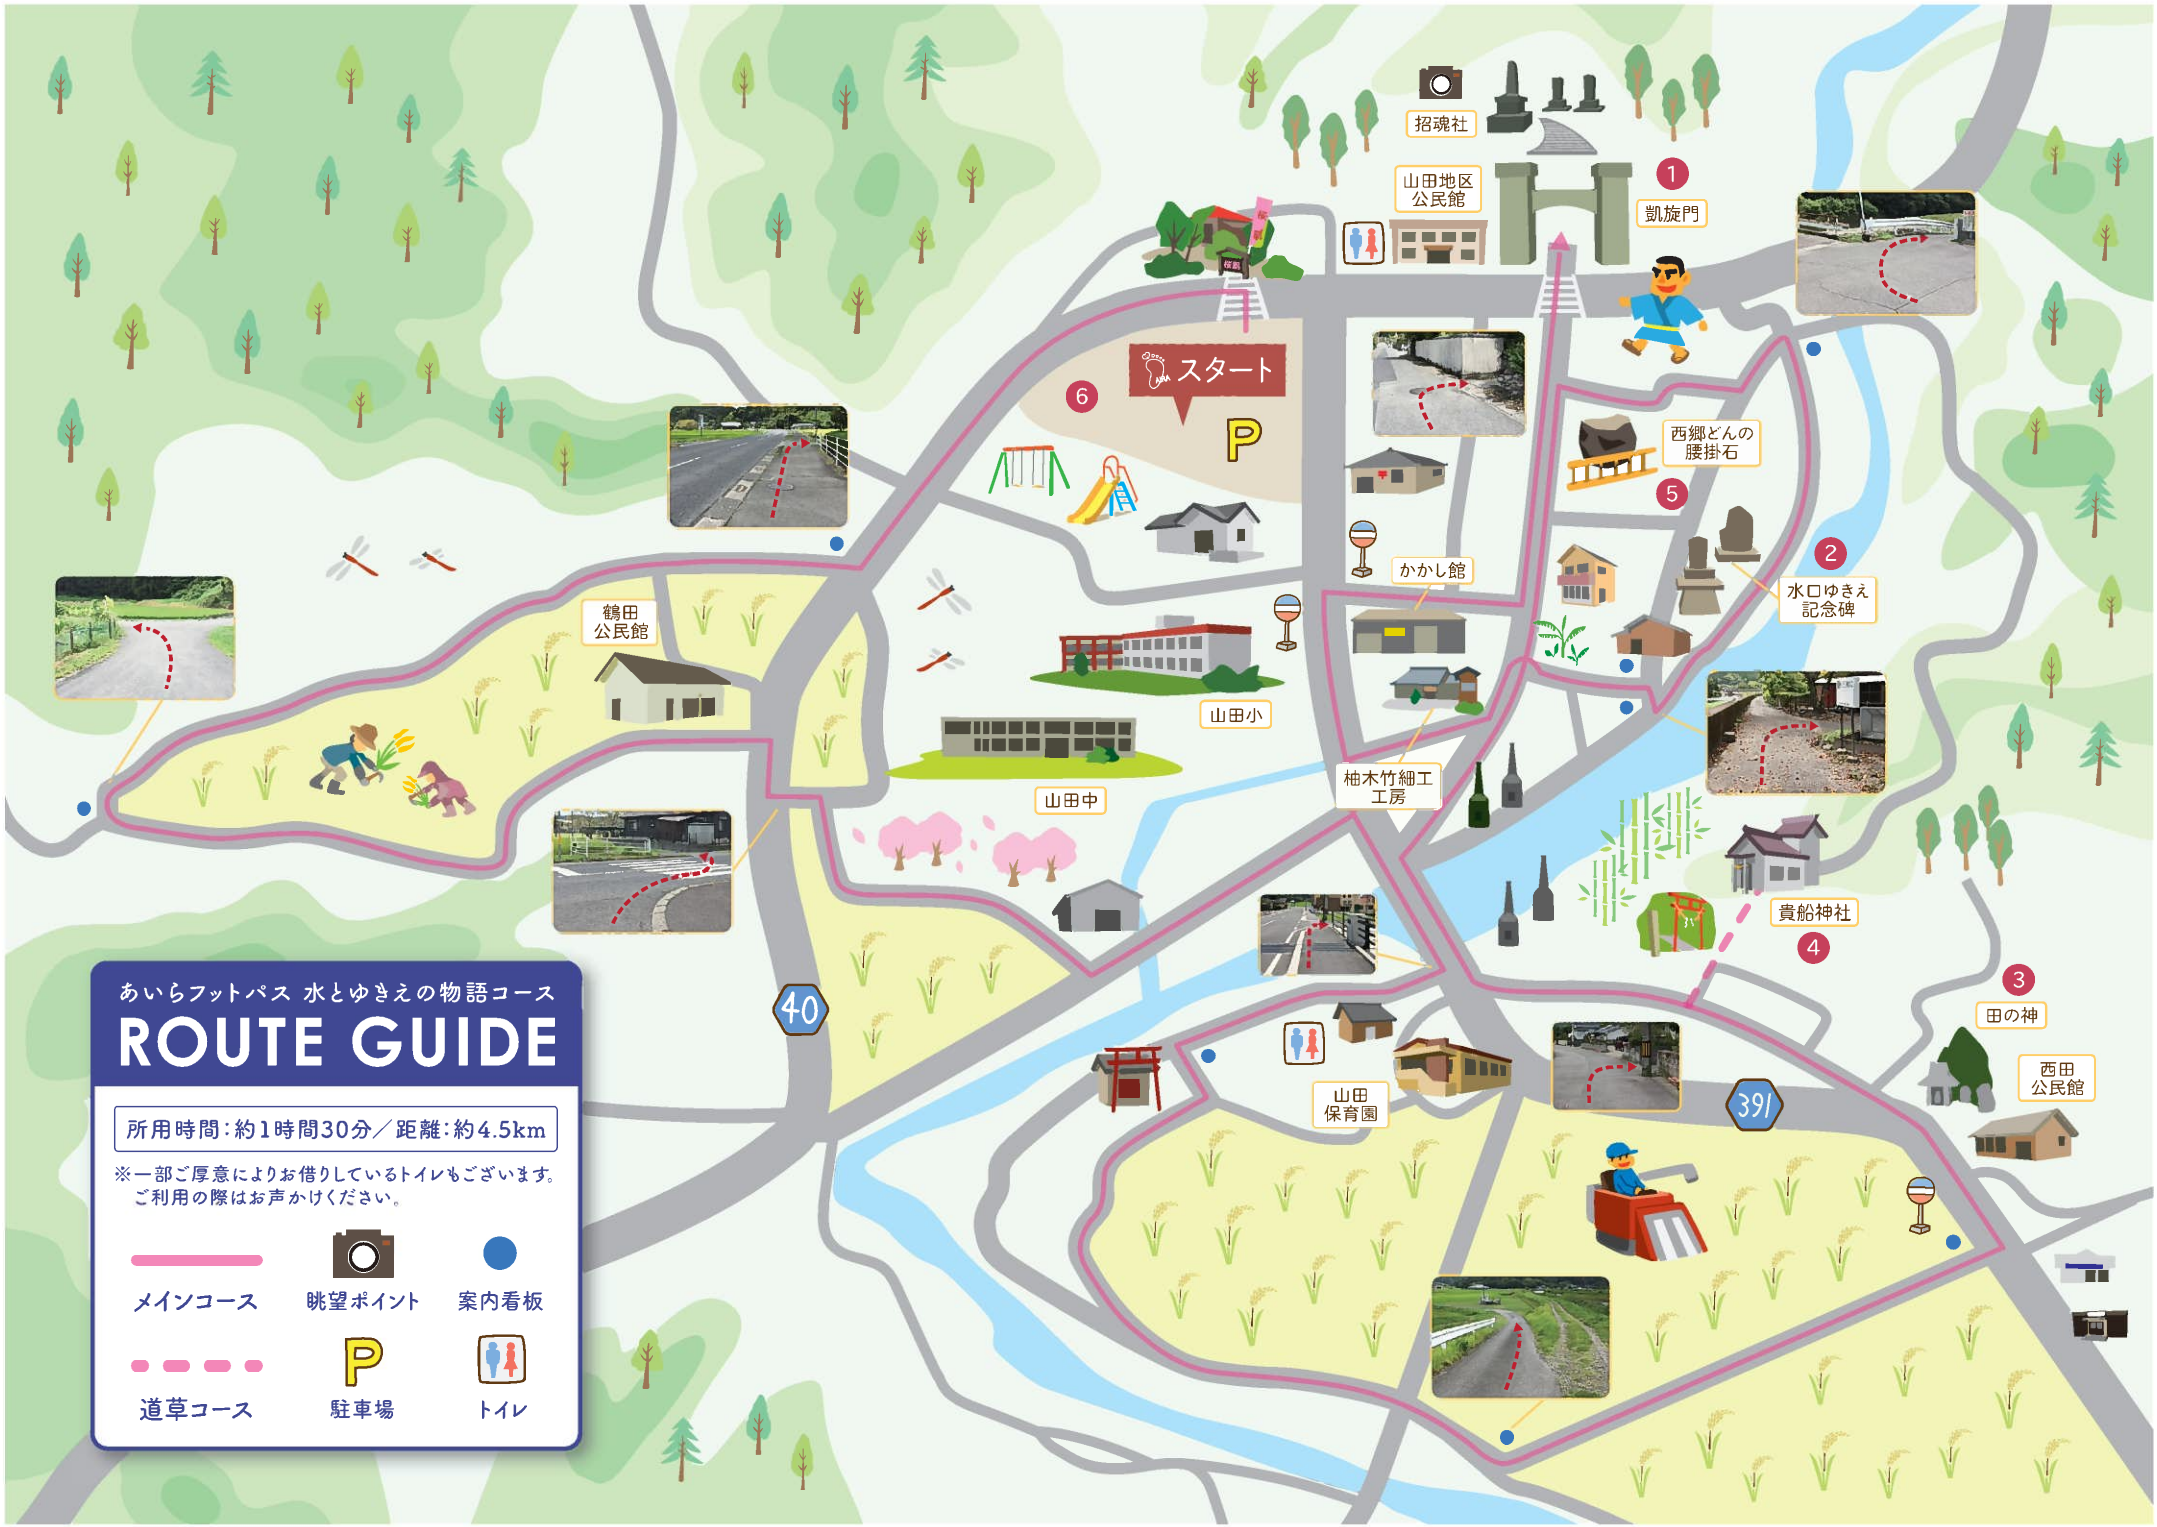 招魂社
山田地区
公民館
1
凱旋門
桜
スタート
6
P
西郷どんの
腰掛石
5
かかし館
2
水口ゆきえ
記念碑
鶴田
公民館
山田小
山田中
柚木竹細工
工房
貴船神社
4
3
田の神
西田
公民館
山田
保育園
40
391
あいらフットパス 水とゆきえの物語コース
ROUTE GUIDE
所用時間:約1時間30分/距離:約4.5km
※一部ご厚意によりお借りしているトイレもございます。
ご利用の際はお声かけください。
メインコース
眺望ポイント
案内看板
道草コース
P
駐車場
トイレ